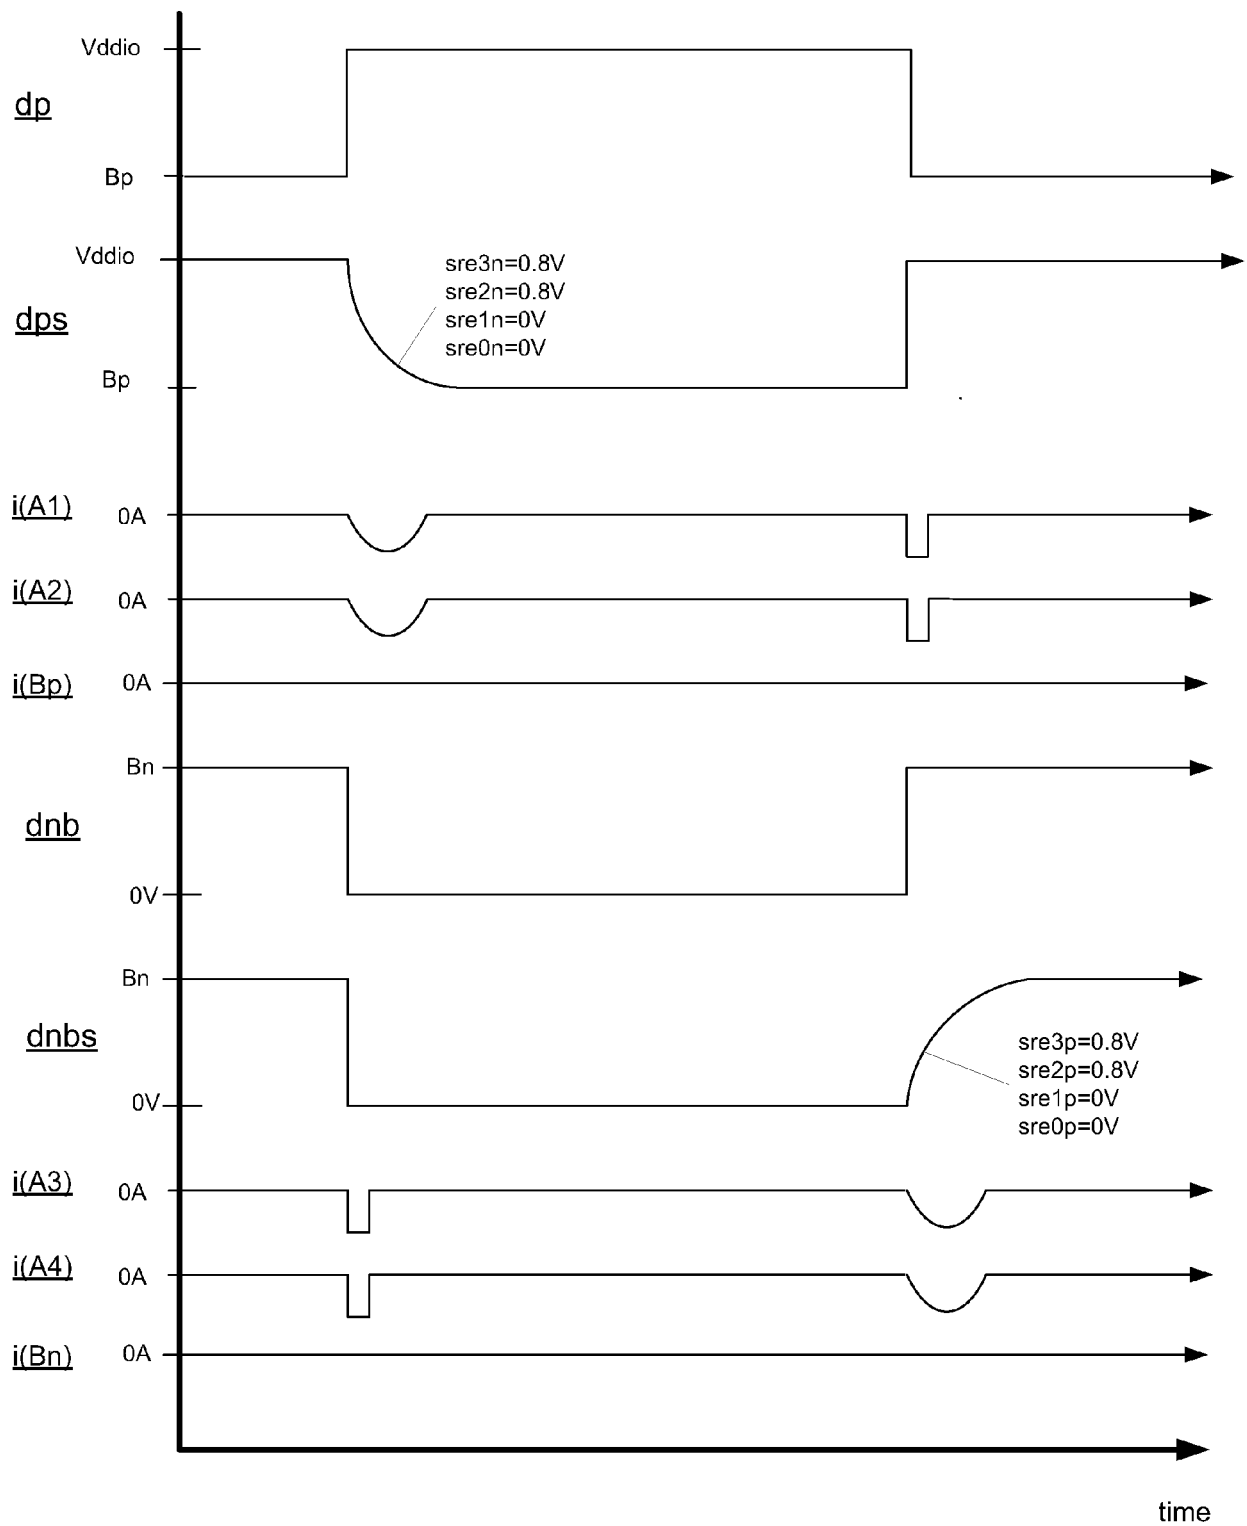 Vddio
dp
Bp
Vddio
sre3n=0.8V
sre2n=0.8V
dps
sre1n=0V
sre0n=0V
Bp
i(A1) 0A
i(A2) 0A
i(Bp) 0A
Bn
dnb
0V
Bn
dnbs
sre3p=0.8V
sre2p=0.8V
0V
sre1p=0V
sre0p=0V
i(A3) 0A
i(A4) 0A
i(Bn) 0A
time